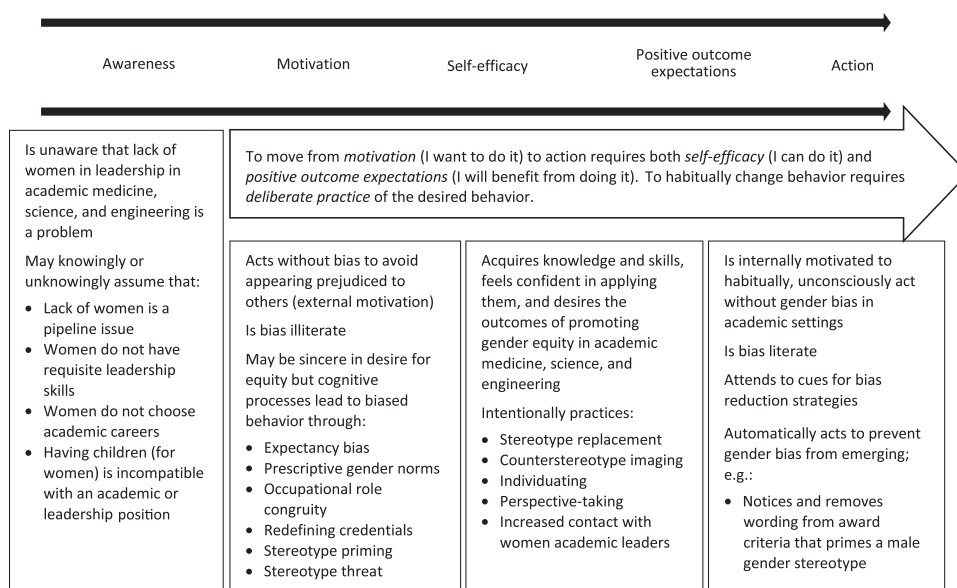 Awareness
Motivation
Self-efficacy
Positive outcome
expectations
Action
Is unaware that lack of
women in leadership in
academic medicine,
science, and engineering is
a problem
May knowingly or
unknowingly assume that:
• Lack of women is a
pipeline issue
• Women do not have
requisite leadership
skills
• Women do not choose
academic careers
• Having children (for
women) is incompatible
with an academic or
leadership position
To move from motivation (I want to do it) to action requires both self-efficacy (I can do it) and
positive outcome expectations (I will benefit from doing it). To habitually change behavior requires
deliberate practice of the desired behavior.
Acts without bias to avoid
appearing prejudiced to
others (external motivation)
Is bias illiterate
May be sincere in desire for
equity but cognitive
processes lead to biased
behavior through:
• Expectancy bias
• Prescriptive gender norms
• Occupational role
congruity
• Redefining credentials
• Stereotype priming
• Stereotype threat
Acquires knowledge and skills,
feels confident in applying
them, and desires the
outcomes of promoting
gender equity in academic
medicine, science, and
engineering
Intentionally practices:
• Stereotype replacement
• Counterstereotype imaging
• Individuating
• Perspective-taking
• Increased contact with
women academic leaders
Is internally motivated to
habitually, unconsciously act
without gender bias in
academic settings
Is bias literate
Attends to cues for bias
reduction strategies
Automatically acts to prevent
gender bias from emerging;
e.g.:
• Notices and removes
wording from award
criteria that primes a male
gender stereotype